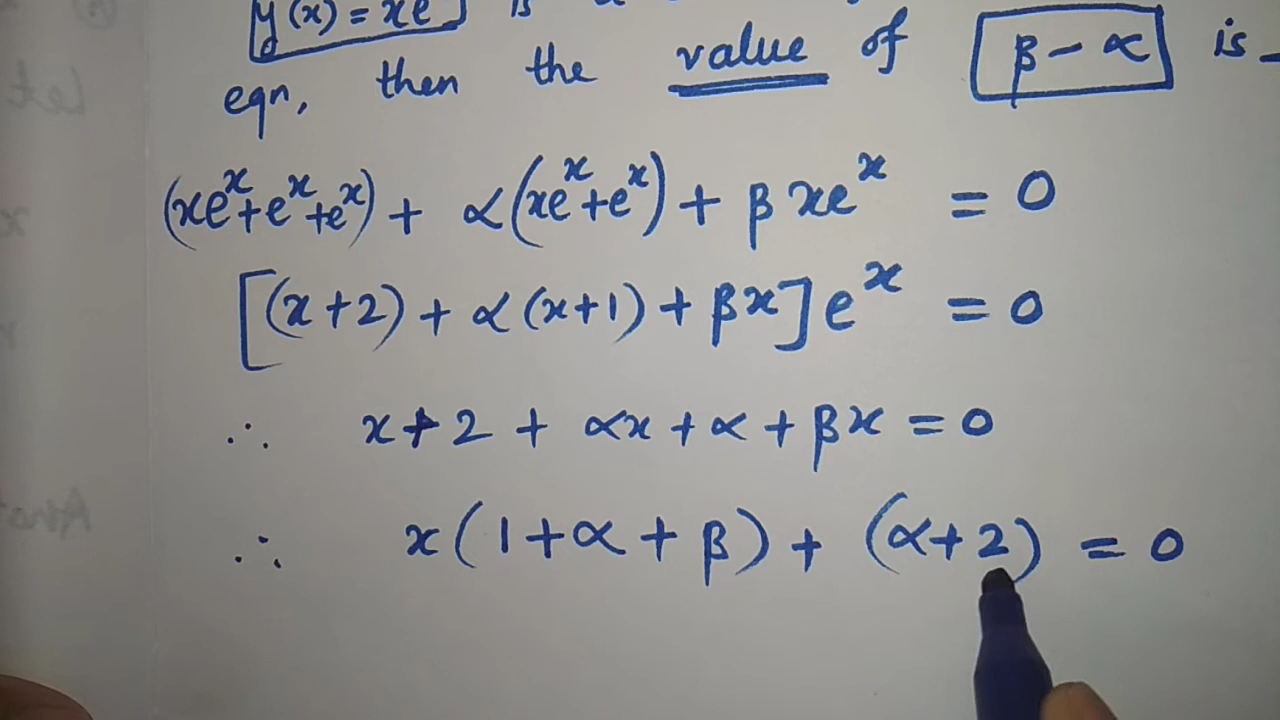 y(x) = xe is
eqn, then the value of β - α is
(xe^x + e^x + e^x) + α(xe^x + e^x) + β xe^x = 0
[(x+2) + α(x+1) + βx] e^x = 0
∴ x + 2 + αx + α + βx = 0
∴ x(1 + α + β) + (α + 2) = 0